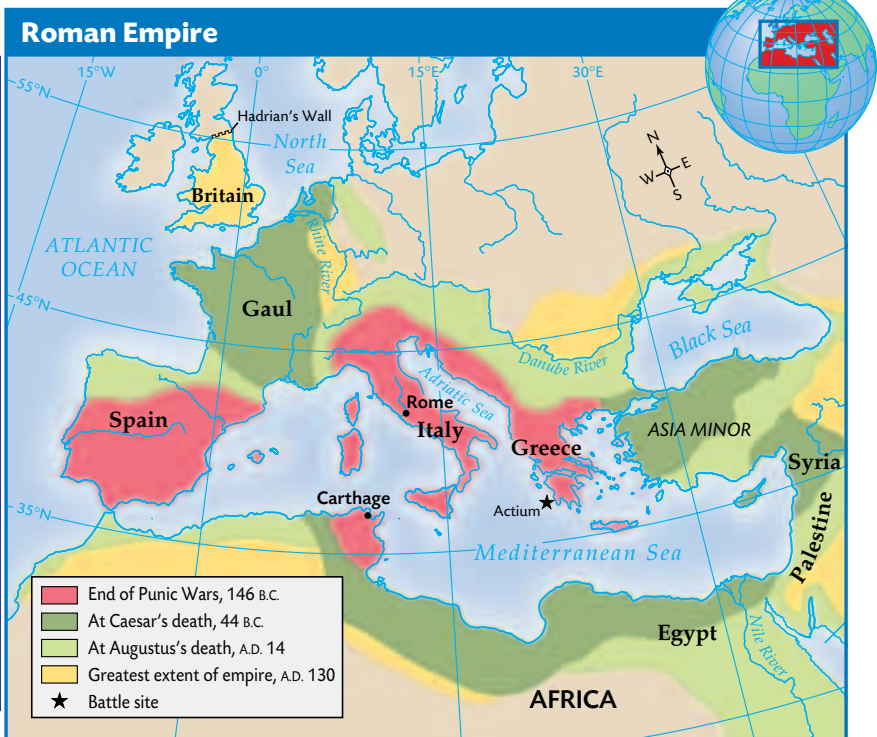 Roman Empire
15°W
0°
15°E
30°E
55°N
Hadrian's Wall
North
Sea
N
W
E
S
Britain
ATLANTIC
OCEAN
Rhine River
45°N
Gaul
Black Sea
Danube River
Adriatic Sea
Rome
Spain
Italy
ASIA MINOR
Greece
Syria
Carthage
35°N
Actium
Palestine
Mediterranean Sea
End of Punic Wars, 146 B.C.
At Caesar's death, 44 B.C.
At Augustus's death, A.D. 14
Greatest extent of empire, A.D. 130
Battle site
Egypt
Nile River
AFRICA